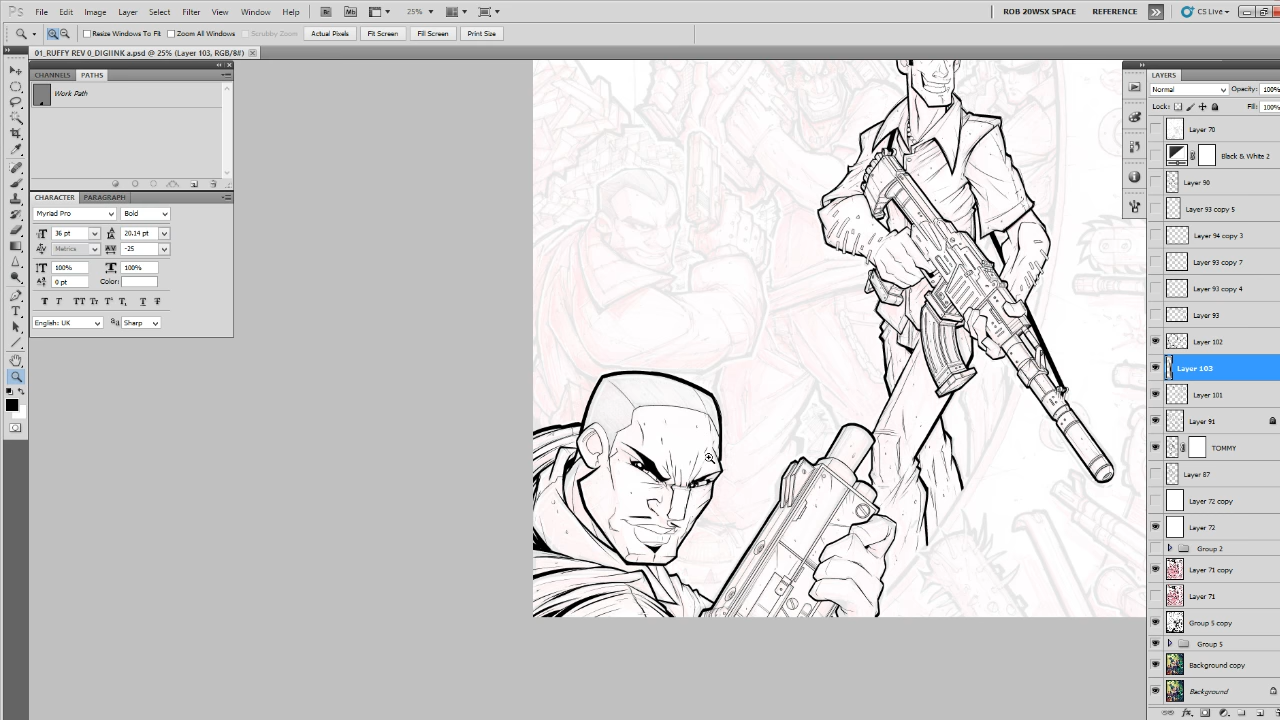 Ps File Edit Image Layer Select Filter View Window Help Br Mb 25% ROB 20WSX SPACE REFERENCE CS Live
Resize Windows To Fit Zoom All Windows Scrubby Zoom Actual Pixels Fit Screen Fill Screen Print Size
01_RUFFY REV 0_DIGIINK a.psd @ 25% (Layer 103, RGB/8#)
CHANNELS PATHS
Work Path
CHARACTER PARAGRAPH
Myriad Pro Bold
36 pt 20.14 pt
Metrics -25
100% 100%
0 pt Color:
English: UK Sharp
LAYERS
Normal Opacity: 100%
Lock: Fill: 100%
Layer 70
Black & White 2
Layer 90
Layer 93 copy 5
Layer 94 copy 3
Layer 93 copy 7
Layer 93 copy 4
Layer 93
Layer 102
Layer 103
Layer 101
Layer 91
TOMMY
Layer 87
Layer 72 copy
Layer 72
Group 2
Layer 71 copy
Layer 71
Group 5 copy
Group 5
Background copy
Background